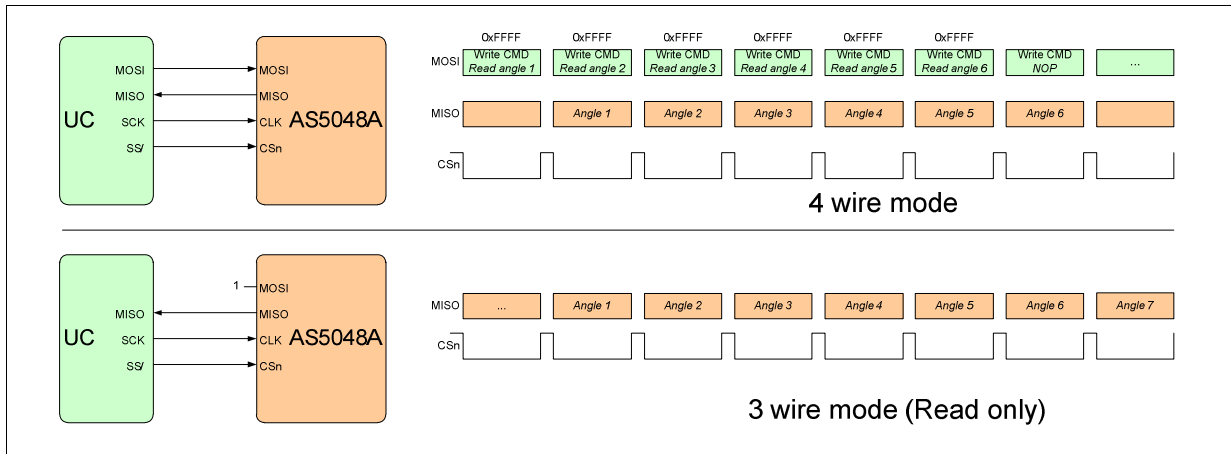 0xFFFF 0xFFFF 0xFFFF 0xFFFF 0xFFFF 0xFFFF
MOSI Write CMD Write CMD Write CMD Write CMD Write CMD Write CMD Write CMD ...
Read angle 1 Read angle 2 Read angle 3 Read angle 4 Read angle 5 Read angle 6 NOP
MOSI MOSI
MISO MISO
UC SCK CLK AS5048A
SS/ CSn
MISO Angle 1 Angle 2 Angle 3 Angle 4 Angle 5 Angle 6
CSn
4 wire mode
1 MOSI
MISO MISO
UC SCK CLK AS5048A
SS/ CSn
MISO ... Angle 1 Angle 2 Angle 3 Angle 4 Angle 5 Angle 6 Angle 7
CSn
3 wire mode (Read only)